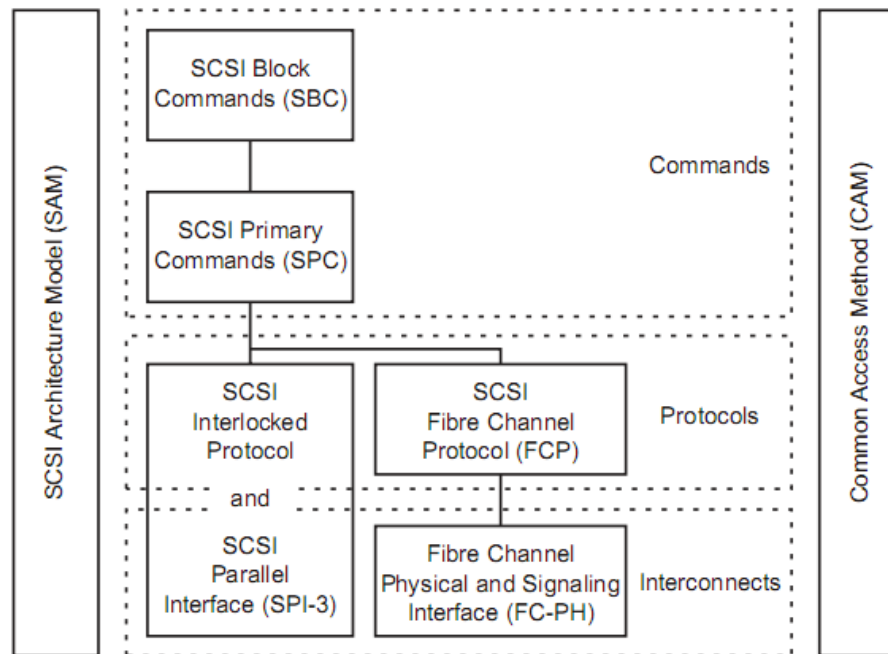 SCSI Architecture Model (SAM)
SCSI Block
Commands (SBC)
Commands
SCSI Primary
Commands (SPC)
SCSI
Interlocked
Protocol
SCSI
Fibre Channel
Protocol (FCP)
Protocols
and
SCSI
Parallel
Interface (SPI-3)
Fibre Channel
Physical and Signaling
Interface (FC-PH)
Interconnects
Common Access Method (CAM)